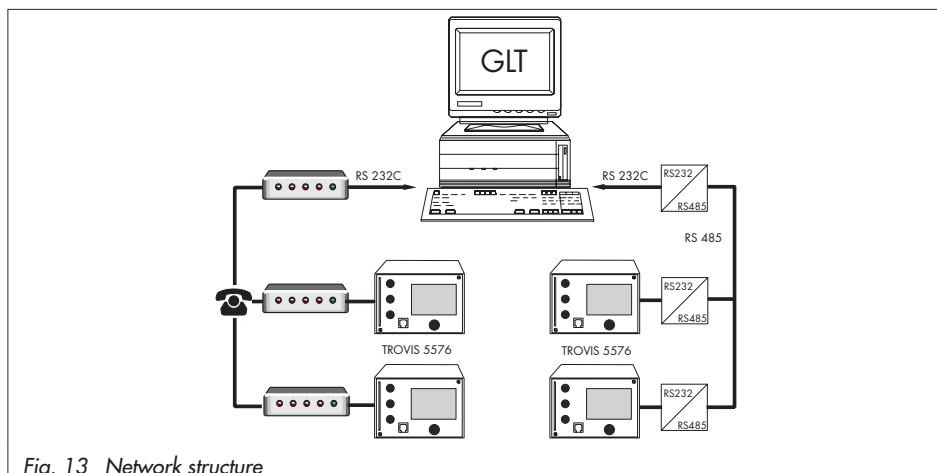 GLT
RS 232C
RS 232C
RS232
RS485
RS 485
RS232
RS485
TROVIS 5576
TROVIS 5576
RS232
RS485
Fig. 13 Network structure